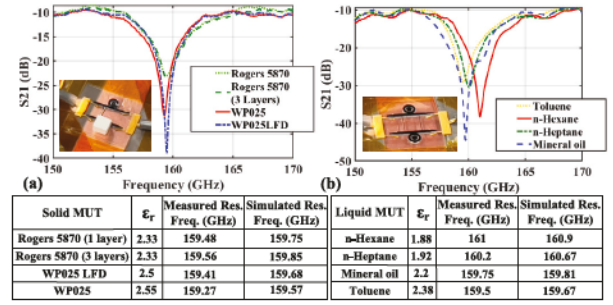 S21 (dB)
-10
-20
-30
-35
-40
150
155
160
165
170
Frequency (GHz)
(a)
Rogers 5870
Rogers 5870
(3 Layers)
WP025
WP025LFD
S21 (dB)
-10
-20
-30
-40
-50
150
155
160
165
170
Frequency (GHz)
(b)
Toluene
n-Hexane
n-Heptane
Mineral oil
Solid MUT εr Measured Res. Freq. (GHz) Simulated Res. Freq. (GHz)
Rogers 5870 (1 layer) 2.33 159.48 159.75
Rogers 5870 (3 layers) 2.33 159.56 159.85
WP025 LFD 2.5 159.41 159.68
WP025 2.55 159.27 159.57
Liquid MUT εr Measured Res. Freq. (GHz) Simulated Res. Freq. (GHz)
n-Hexane 1.88 161 160.9
n-Heptane 1.92 160.2 160.67
Mineral oil 2.2 159.75 159.81
Toluene 2.38 159.5 159.67